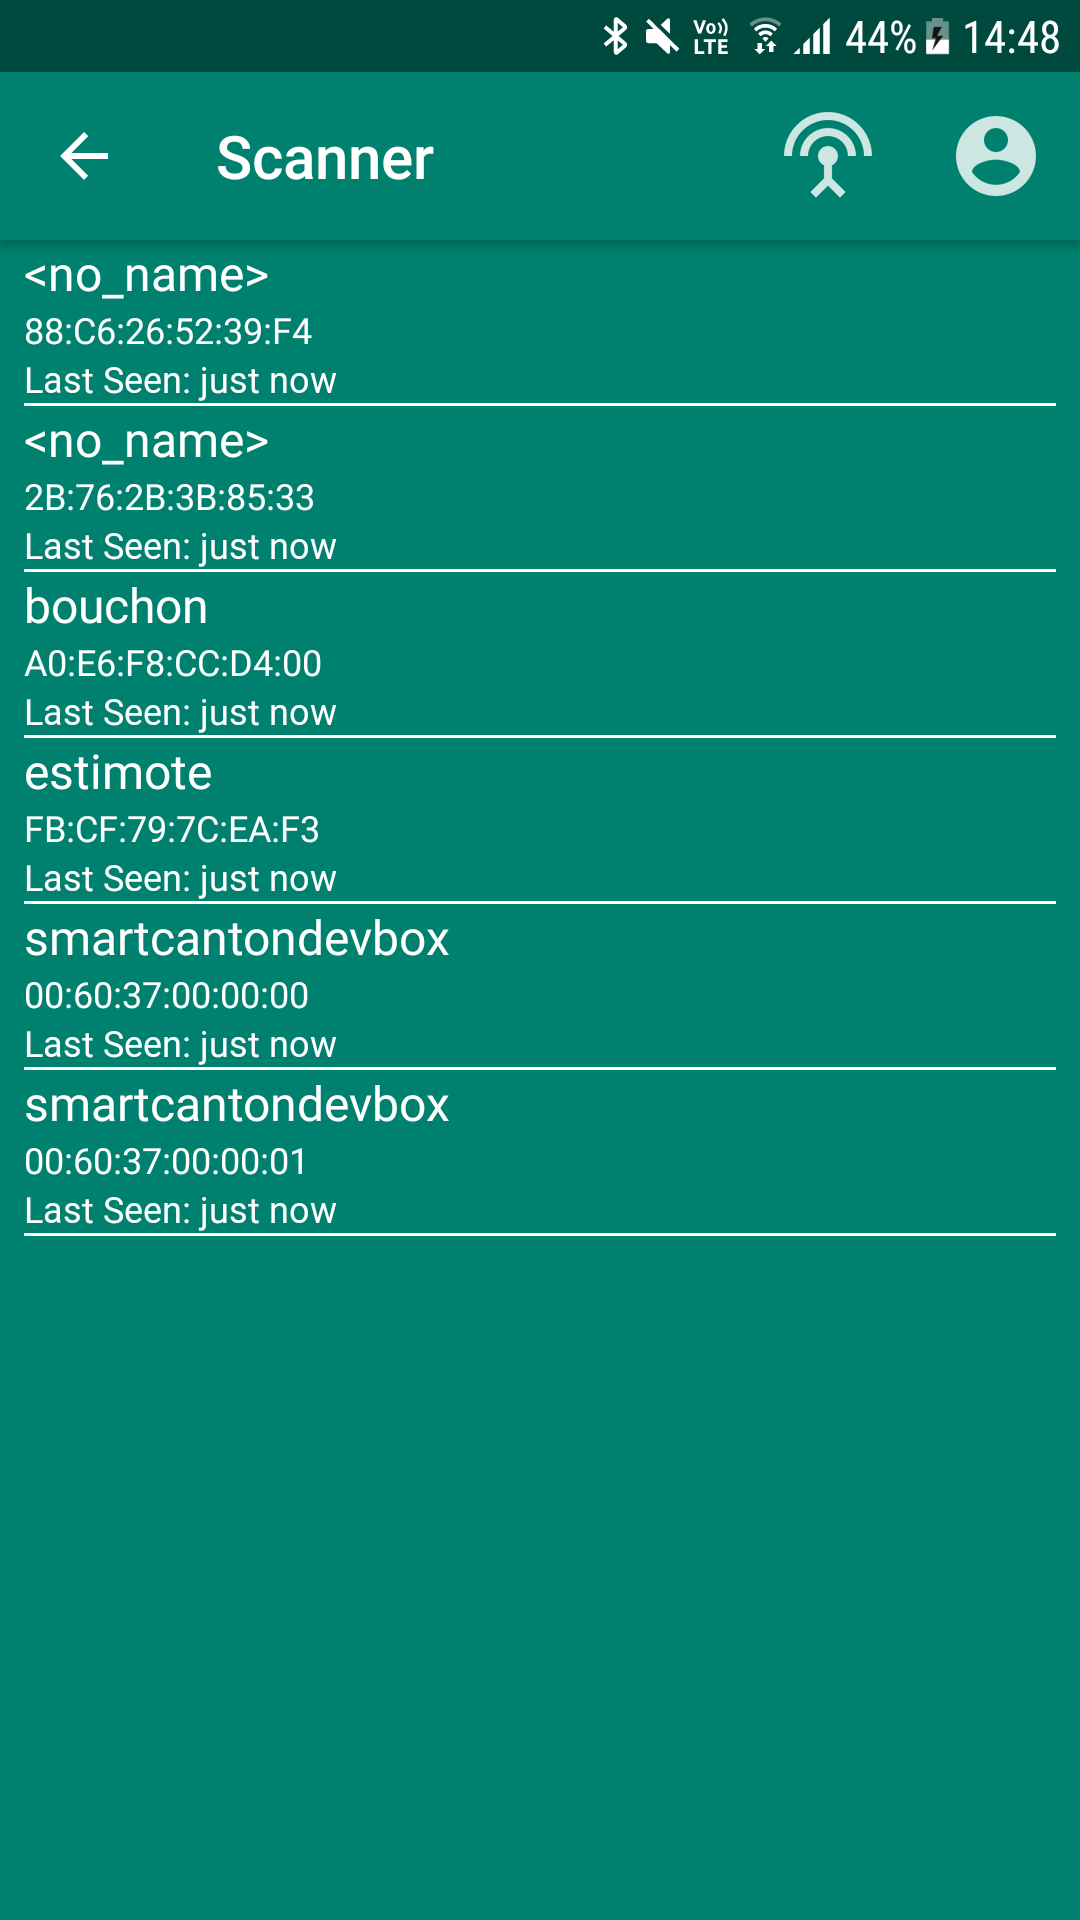 Vo)) LTE 44% 14:48
Scanner
<no_name>
88:C6:26:52:39:F4
Last Seen: just now
<no_name>
2B:76:2B:3B:85:33
Last Seen: just now
bouchon
A0:E6:F8:CC:D4:00
Last Seen: just now
estimote
FB:CF:79:7C:EA:F3
Last Seen: just now
smartcantondevbox
00:60:37:00:00:00
Last Seen: just now
smartcantondevbox
00:60:37:00:00:01
Last Seen: just now